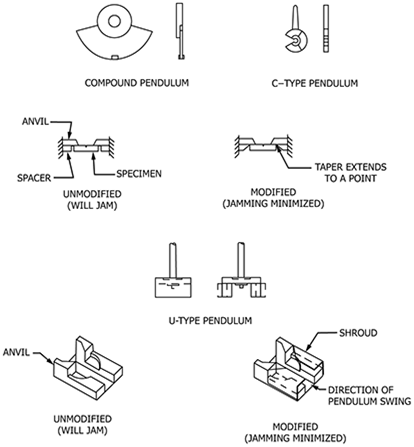 COMPOUND PENDULUM
C-TYPE PENDULUM
ANVIL
SPACER
SPECIMEN
UNMODIFIED
(WILL JAM)
TAPER EXTENDS
TO A POINT
MODIFIED
(JAMMING MINIMIZED)
U-TYPE PENDULUM
ANVIL
UNMODIFIED
(WILL JAM)
SHROUD
DIRECTION OF
PENDULUM SWING
MODIFIED
(JAMMING MINIMIZED)